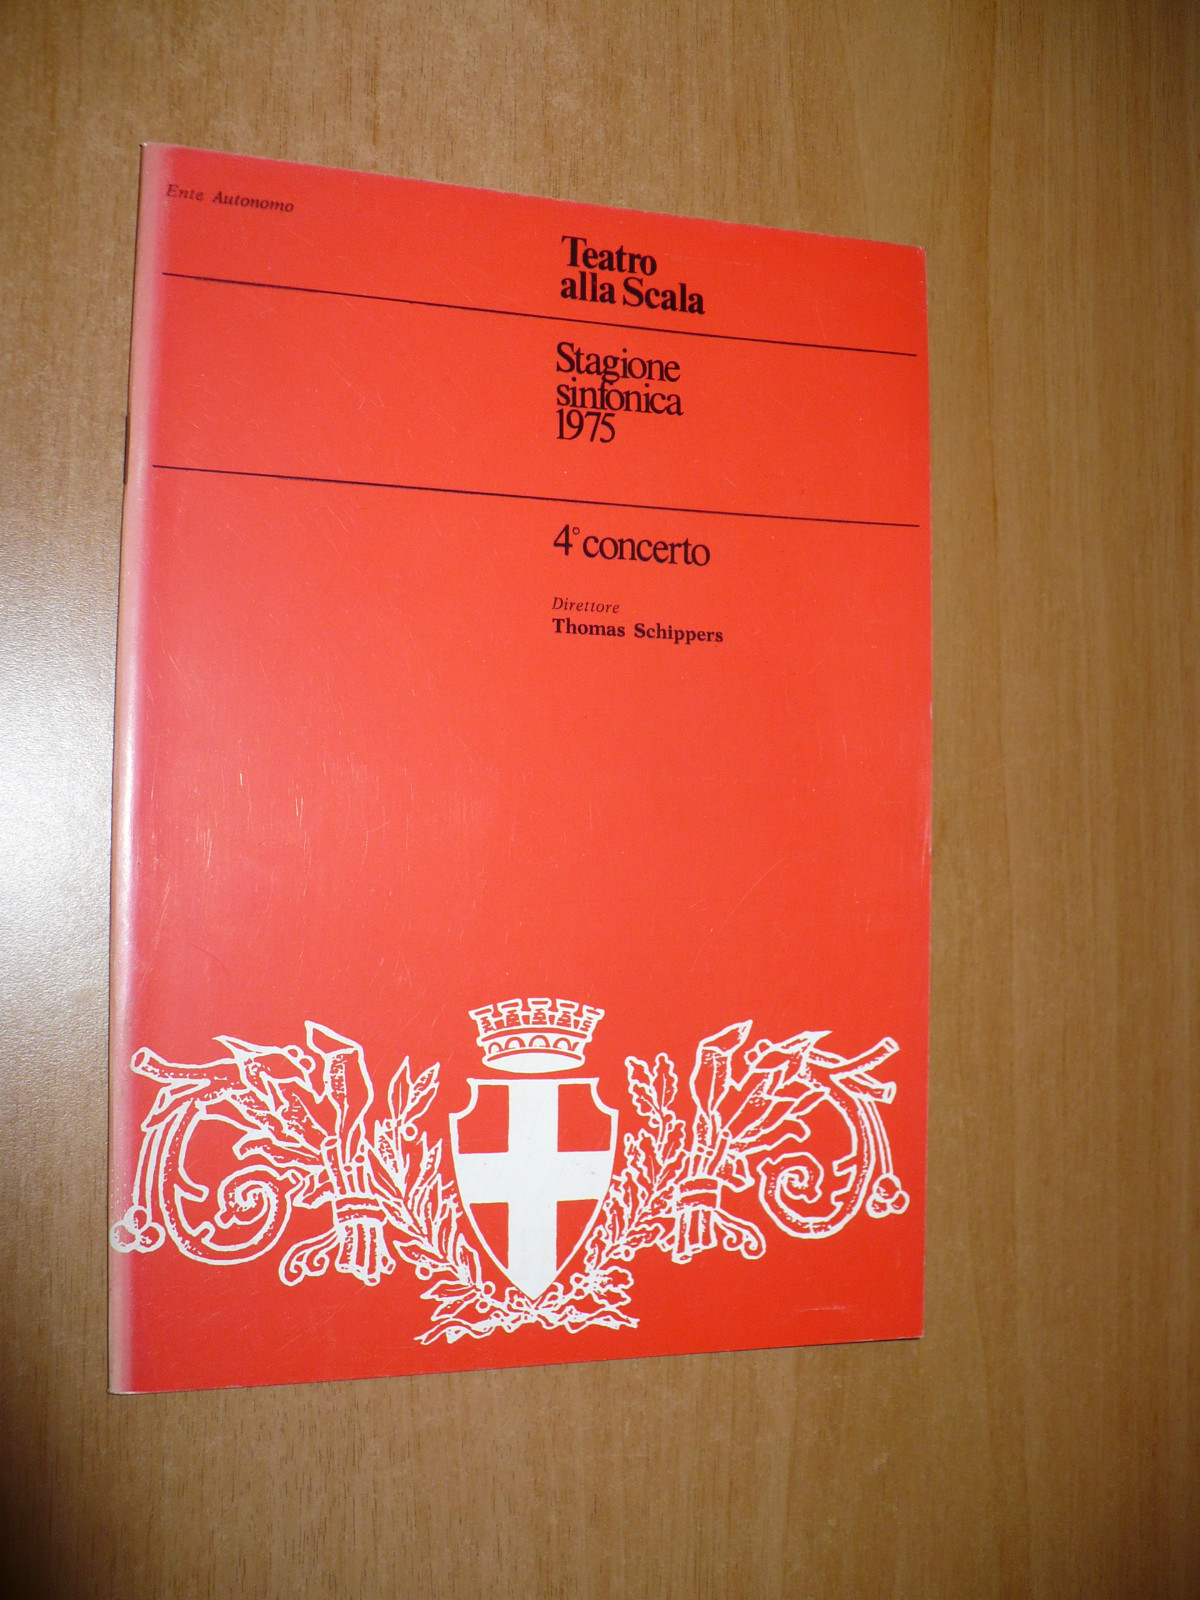 Ente Autonomo
Teatro
alla Scala
Stagione
sinfonica
1975
4° concerto
Direttore
Thomas Schippers